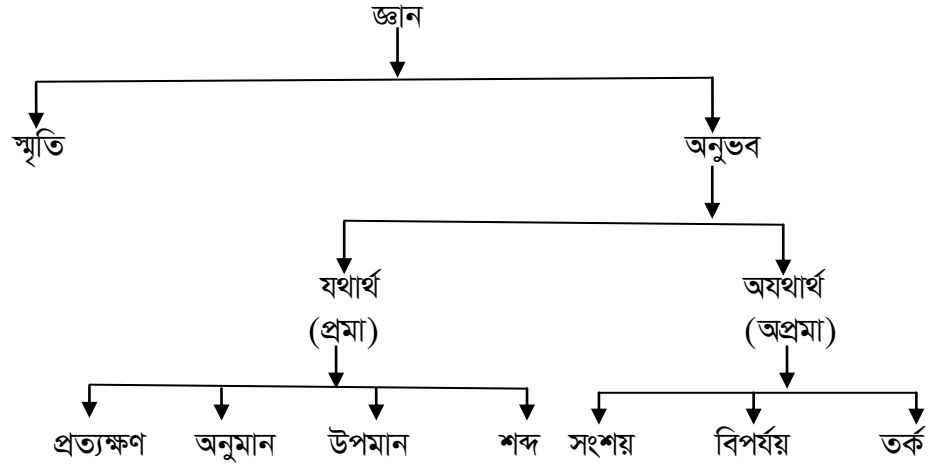 জ্ঞান
স্মৃতি অনুভব
যথার্থ অযথার্থ
(প্রমা) (অপ্রমা)
প্রত্যক্ষণ অনুমান উপমান শব্দ সংশয় বিপর্যয় তর্ক